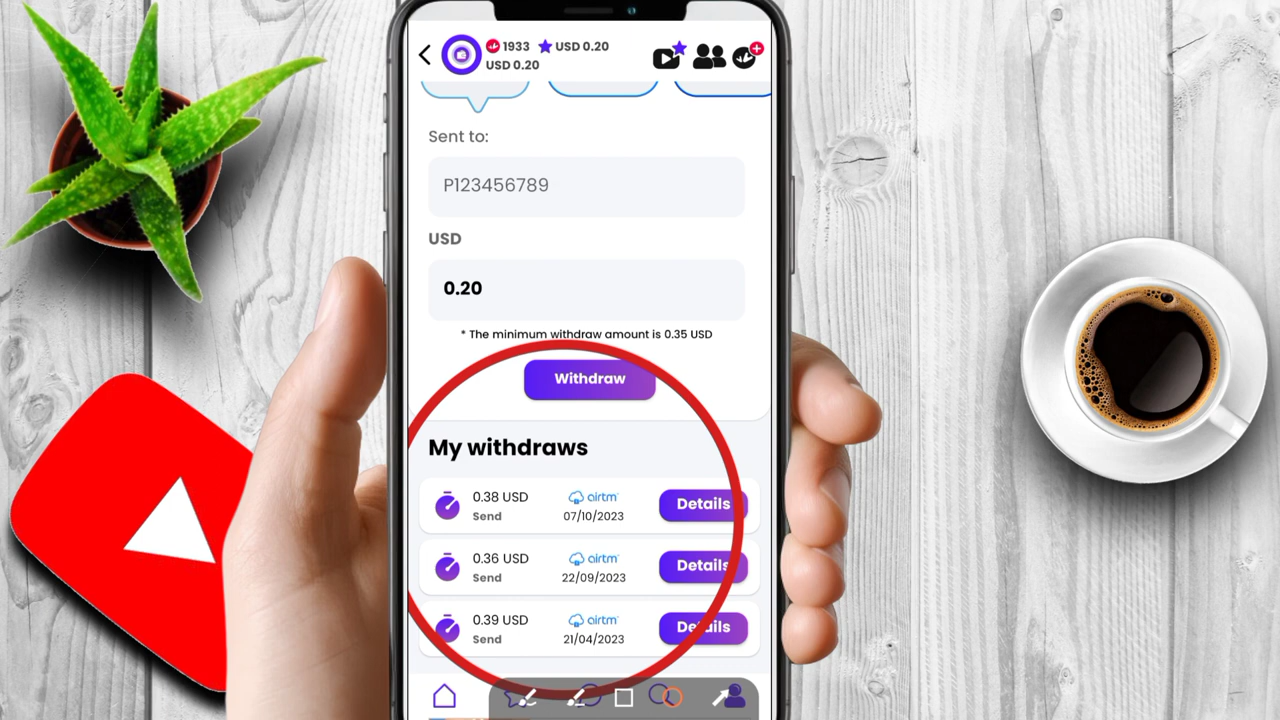 1933 USD 0.20
USD 0.20
Sent to:
P123456789
USD
0.20
* The minimum withdraw amount is 0.35 USD
Withdraw
My withdraws
0.38 USD airtm Details
Send 07/10/2023
0.36 USD airtm Details
Send 22/09/2023
0.39 USD airtm Details
Send 21/04/2023